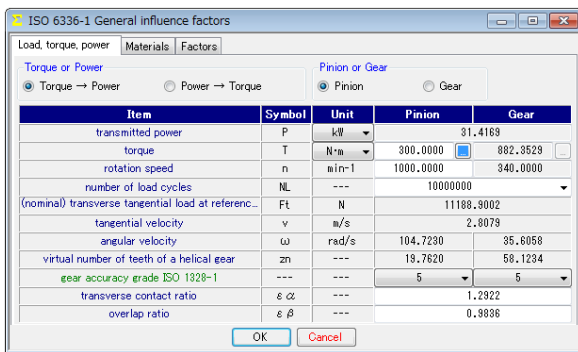 ISO 6336-1 General influence factors
Load, torque, power Materials Factors
Torque or Power Pinion or Gear
Torque → Power Power → Torque Pinion Gear
Item Symbol Unit Pinion Gear
transmitted power P kW 31.4169
torque T N･m 300.0000 ... 882.3529 ...
rotation speed n min-1 1000.0000 340.0000
number of load cycles NL --- 10000000
(nominal) transverse tangential load at referenc... Ft N 11188.9002
tangential velocity v m/s 2.8079
angular velocity ω rad/s 104.7230 35.6058
virtual number of teeth of a helical gear zn --- 19.7620 58.1234
gear accuracy grade ISO 1328-1 --- --- 5 5
transverse contact ratio ε α --- 1.2922
overlap ratio ε β --- 0.9836
OK Cancel